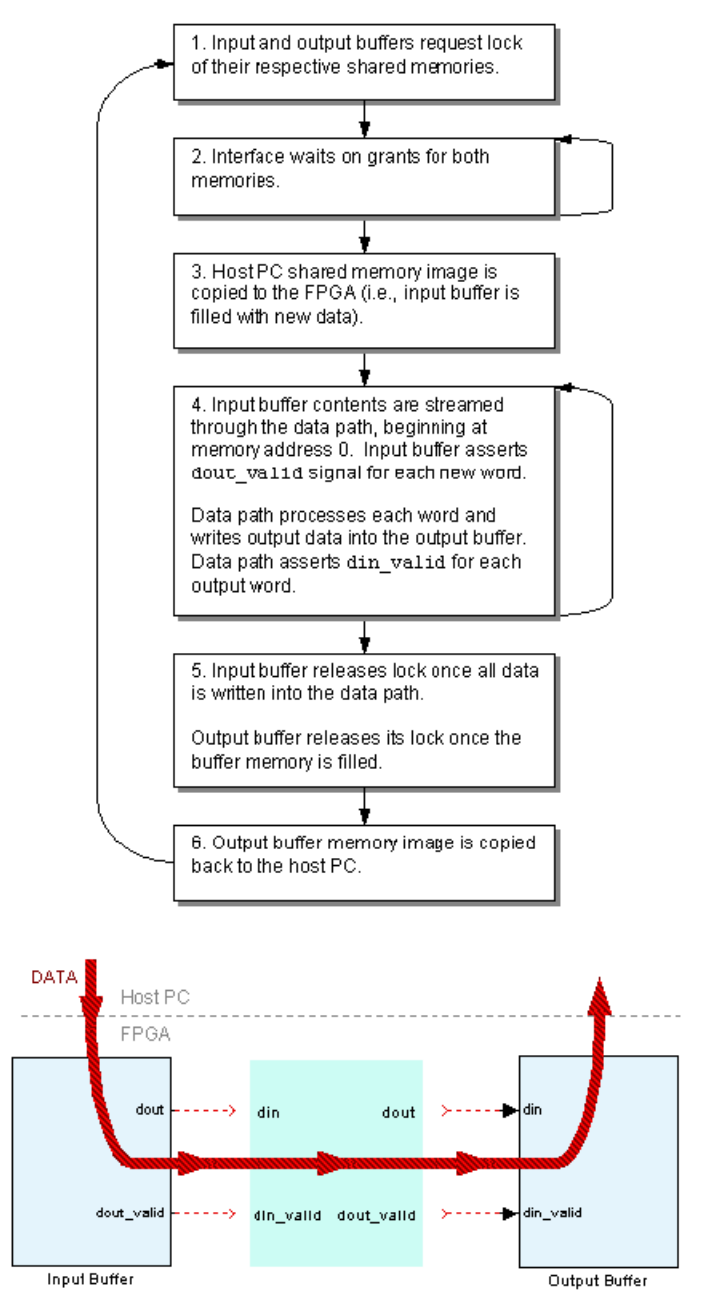 1. Input and output buffers request lock
of their respective shared memories.
2. Interface waits on grants for both
memories.
3. Host PC shared memory image is
copied to the FPGA (i.e., input buffer is
filled with new data).
4. Input buffer contents are streamed
through the data path, beginning at
memory address 0.  Input buffer asserts
dout_valid signal for each new word.
Data path processes each word and
writes output data into the output buffer.
Data path asserts din_valid for each
output word.
5. Input buffer releases lock once all data
is written into the data path.
Output buffer releases its lock once the
buffer memory is filled.
6. Output buffer memory image is copied
back to the host PC.
DATA
Host PC
FPGA
dout
din
dout
din
dout_valid
din_valid
dout_valid
din_valid
Input Buffer
Output Buffer